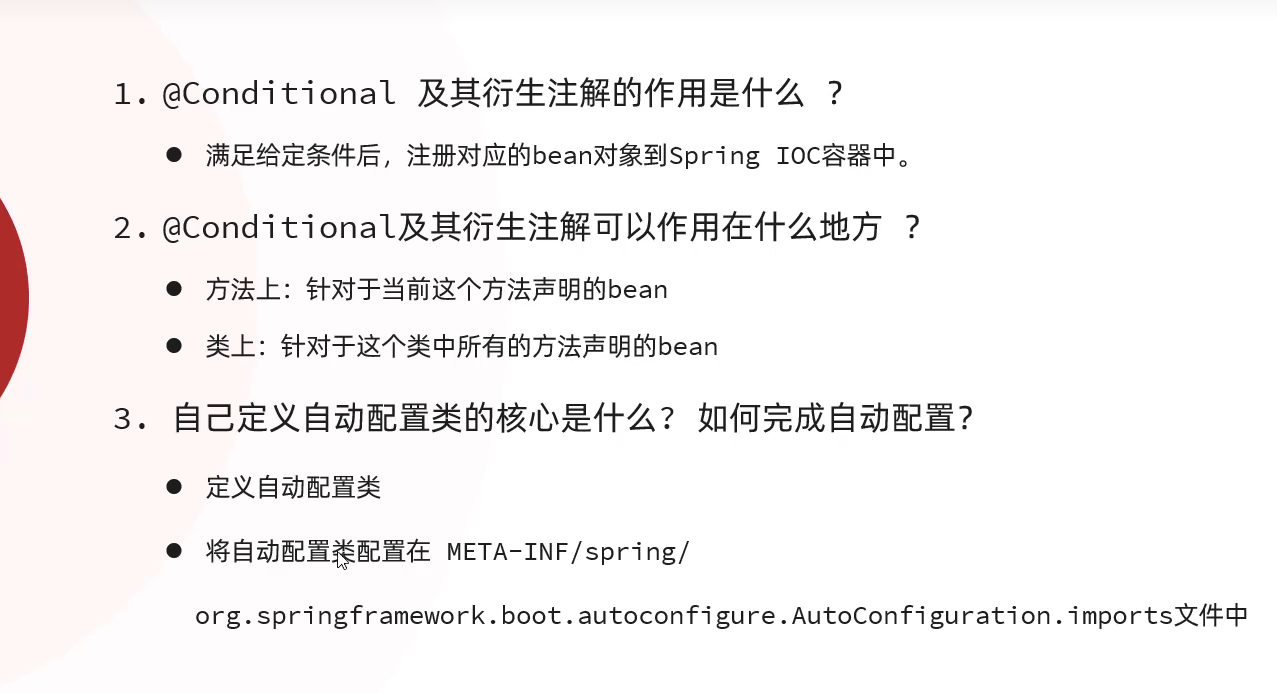 1. @Conditional 及其衍生注解的作用是什么 ?
● 满足给定条件后，注册对应的bean对象到Spring IOC容器中。
2. @Conditional及其衍生注解可以作用在什么地方 ?
● 方法上：针对于当前这个方法声明的bean
● 类上：针对于这个类中所有的方法声明的bean
3. 自己定义自动配置类的核心是什么? 如何完成自动配置?
● 定义自动配置类
● 将自动配置类配置在 META-INF/spring/
org.springframework.boot.autoconfigure.AutoConfiguration.imports文件中